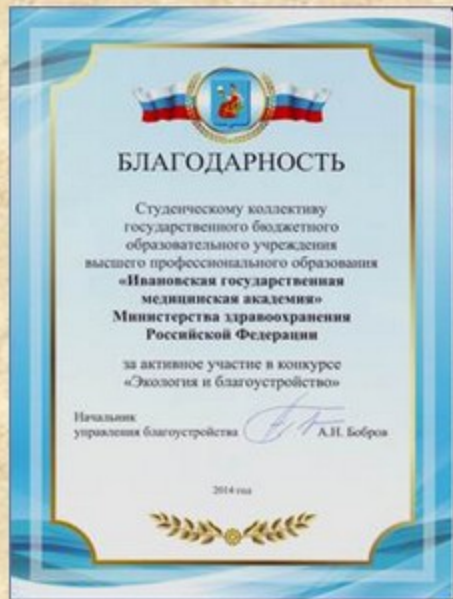 БЛАГОДАРНОСТЬ
Студенческому коллективу
государственного бюджетного
образовательного учреждения
высшего профессионального образования
«Ивановская государственная
медицинская академия»
Министерства здравоохранения
Российской Федерации
за активное участие в конкурсе
«Экология и благоустройство»
Начальник
управления благоустройства А.Н. Бобров
2014 год